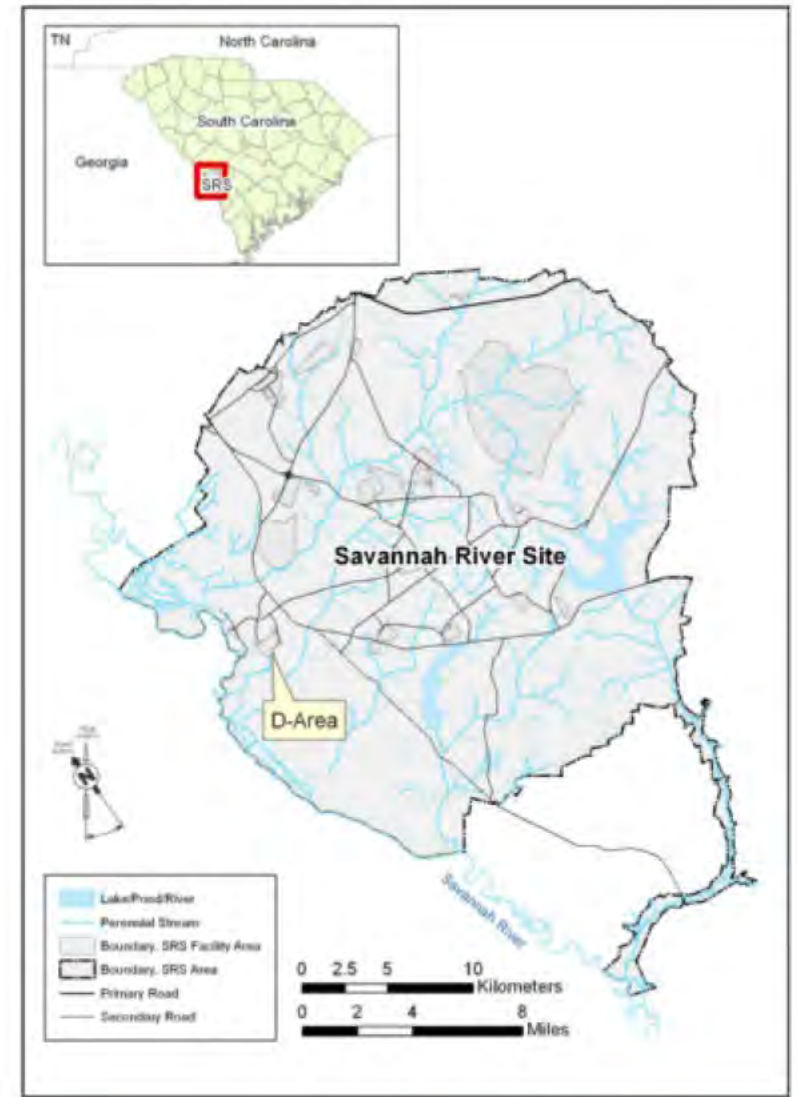 TN
North Carolina
South Carolina
Georgia
SRS
Savannah River Site
D-Area
Savannah River
Lake/Pond/River
Perennial Stream
Boundary, SRS Facility Area
Boundary, SRS Area
Primary Road
Secondary Road
0 2.5 5 10
Kilometers
0 2 4 8
Miles